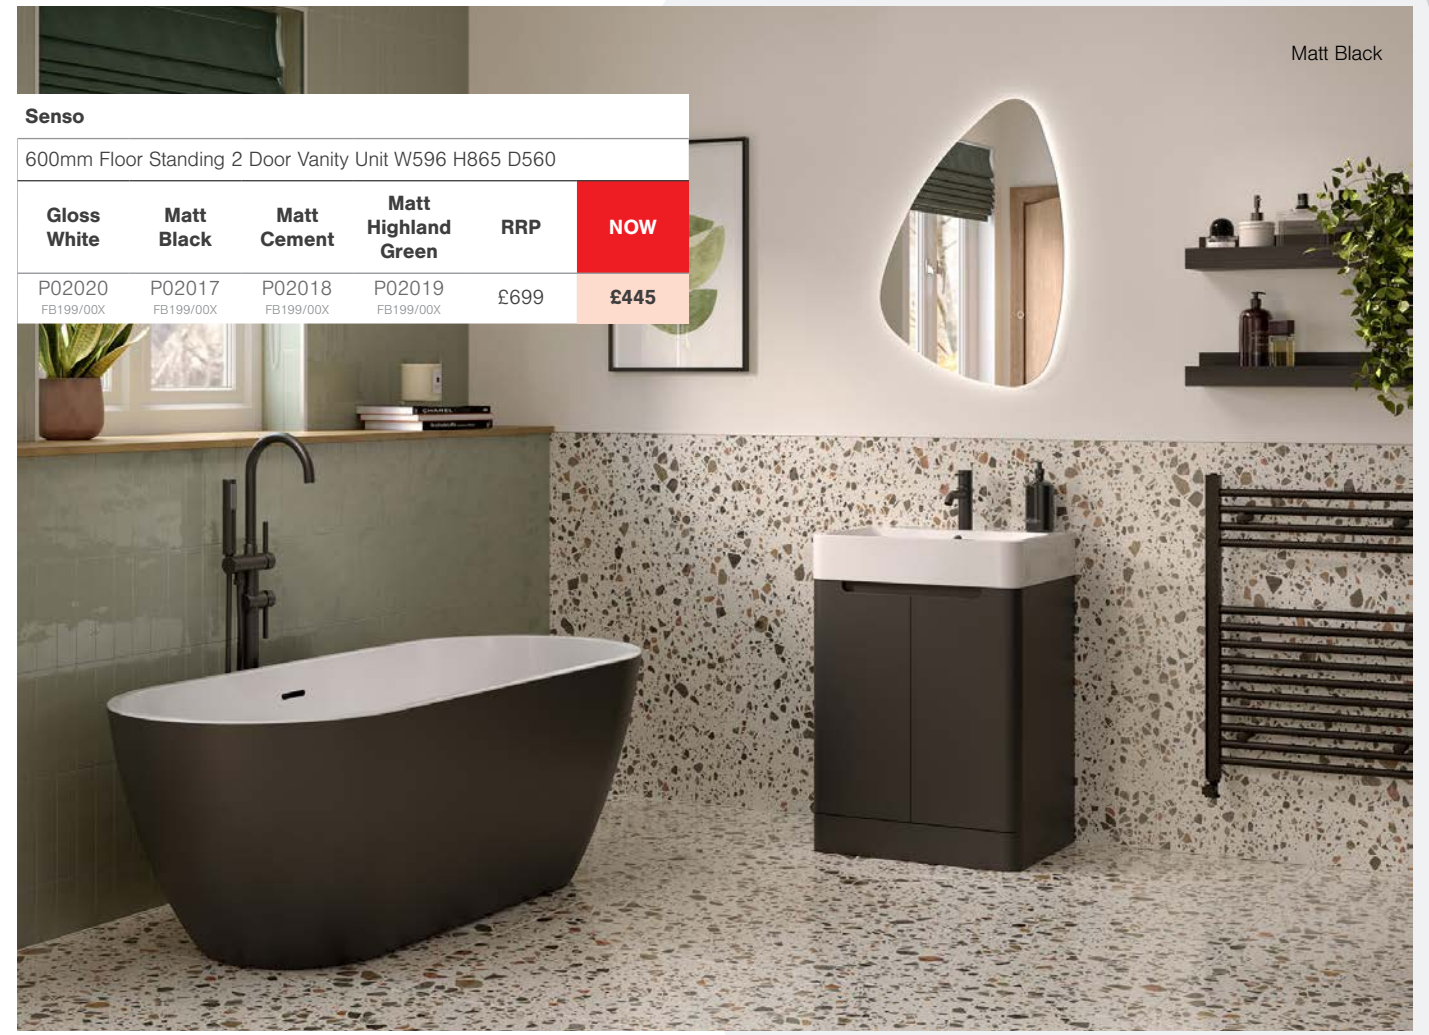 Matt Black
Senso
600mm Floor Standing 2 Door Vanity Unit W596 H865 D560
Gloss White
Matt Black
Matt Cement
Matt Highland Green
RRP
NOW
P02020
P02017
P02018
P02019
£699
£445
FB199/00X
FB199/00X
FB199/00X
FB199/00X
CHANEL